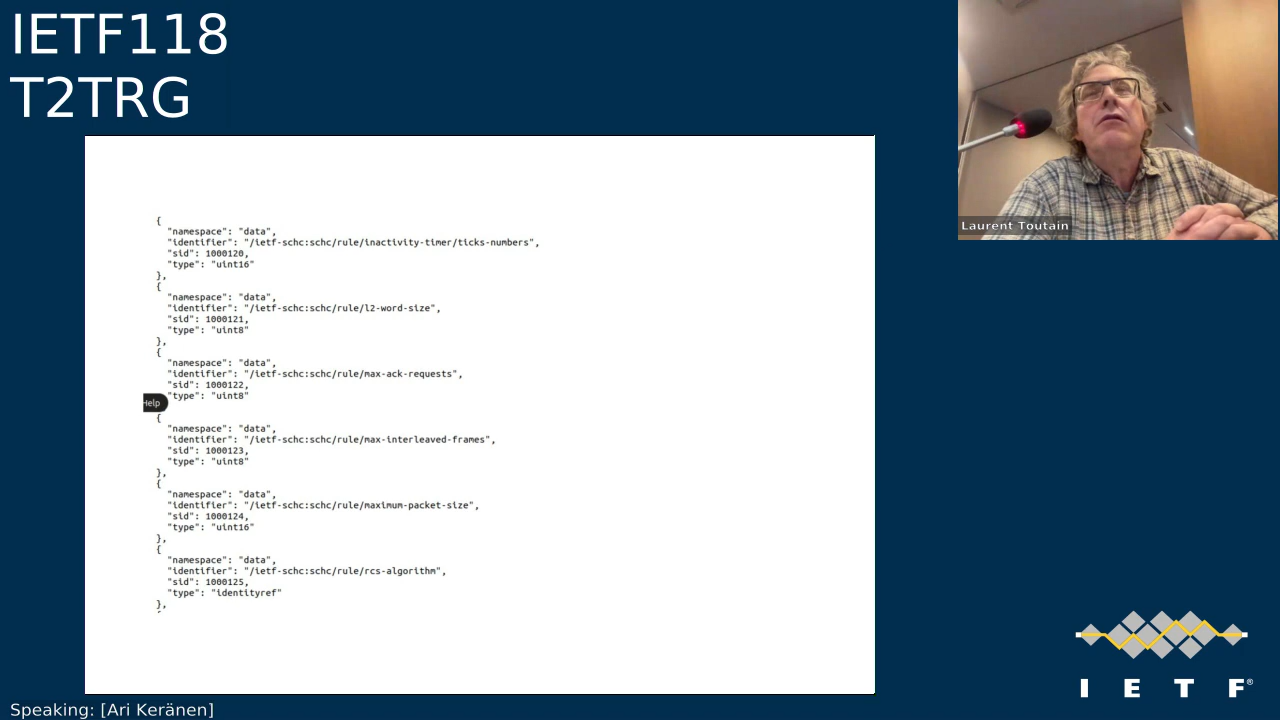 IETF118
T2TRG
Laurent Toutain
{
"namespace": "data",
"identifier": "/ietf-schc:schc/rule/inactivity-timer/ticks-numbers",
"sid": 1000120,
"type": "uint16"
},
{
"namespace": "data",
"identifier": "/ietf-schc:schc/rule/l2-word-size",
"sid": 1000121,
"type": "uint8"
},
{
"namespace": "data",
"identifier": "/ietf-schc:schc/rule/max-ack-requests",
"sid": 1000122,
"type": "uint8"
Help
{
"namespace": "data",
"identifier": "/ietf-schc:schc/rule/max-interleaved-frames",
"sid": 1000123,
"type": "uint8"
},
{
"namespace": "data",
"identifier": "/ietf-schc:schc/rule/maximum-packet-size",
"sid": 1000124,
"type": "uint16"
},
{
"namespace": "data",
"identifier": "/ietf-schc:schc/rule/rcs-algorithm",
"sid": 1000125,
"type": "identityref"
},
I E T F®
Speaking: [Ari Keränen]